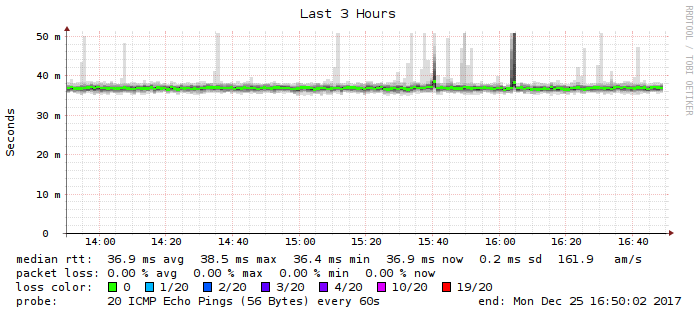 Last 3 Hours
RRDTOOL / TOBI OETIKER
Seconds
50 m
40 m
30 m
20 m
10 m
0
14:00 14:20 14:40 15:00 15:20 15:40 16:00 16:20 16:40
median rtt: 36.9 ms avg 38.5 ms max 36.4 ms min 36.9 ms now 0.2 ms sd 161.9 am/s
packet loss: 0.00 % avg 0.00 % max 0.00 % min 0.00 % now
loss color: 0 1/20 2/20 3/20 4/20 10/20 19/20
probe: 20 ICMP Echo Pings (56 Bytes) every 60s end: Mon Dec 25 16:50:02 2017